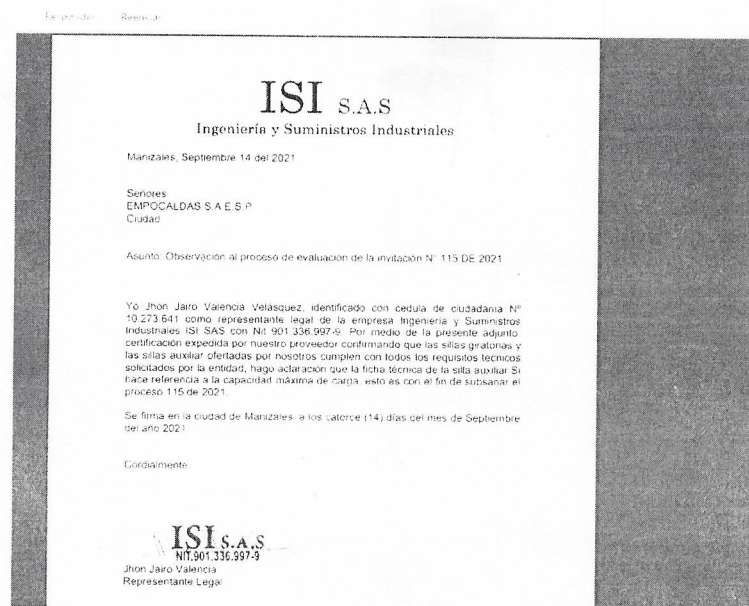 Responder Reenviar
ISI S.A.S
Ingeniería y Suministros Industriales
Manizales, Septiembre 14 del 2021
Señores
EMPOCALDAS S.A E.S.P
Ciudad
Asunto: Observación al proceso de evaluación de la invitación N° 115 DE 2021
Yo Jhon Jairo Valencia Velásquez, identificado con cedula de ciudadanía N°
10.273.641 como representante legal de la empresa Ingeniería y Suministros
Industriales ISI SAS con Nit 901.336.997-9. Por medio de la presente adjunto
certificación expedida por nuestro proveedor confirmando que las sillas giratorias y
las sillas auxiliar ofertadas por nosotros cumplen con todos los requisitos técnicos
solicitados por la entidad, hago aclaración que la ficha técnica de la silla auxiliar Si
hace referencia a la capacidad máxima de carga, esto es con el fin de subsanar el
proceso 115 de 2021.
Se firma en la ciudad de Manizales a los catorce (14) días del mes de Septiembre
del año 2021
Cordialmente
ISI S.A.S
NIT.901.336.997-9
Jhon Jairo Valencia
Representante Legal